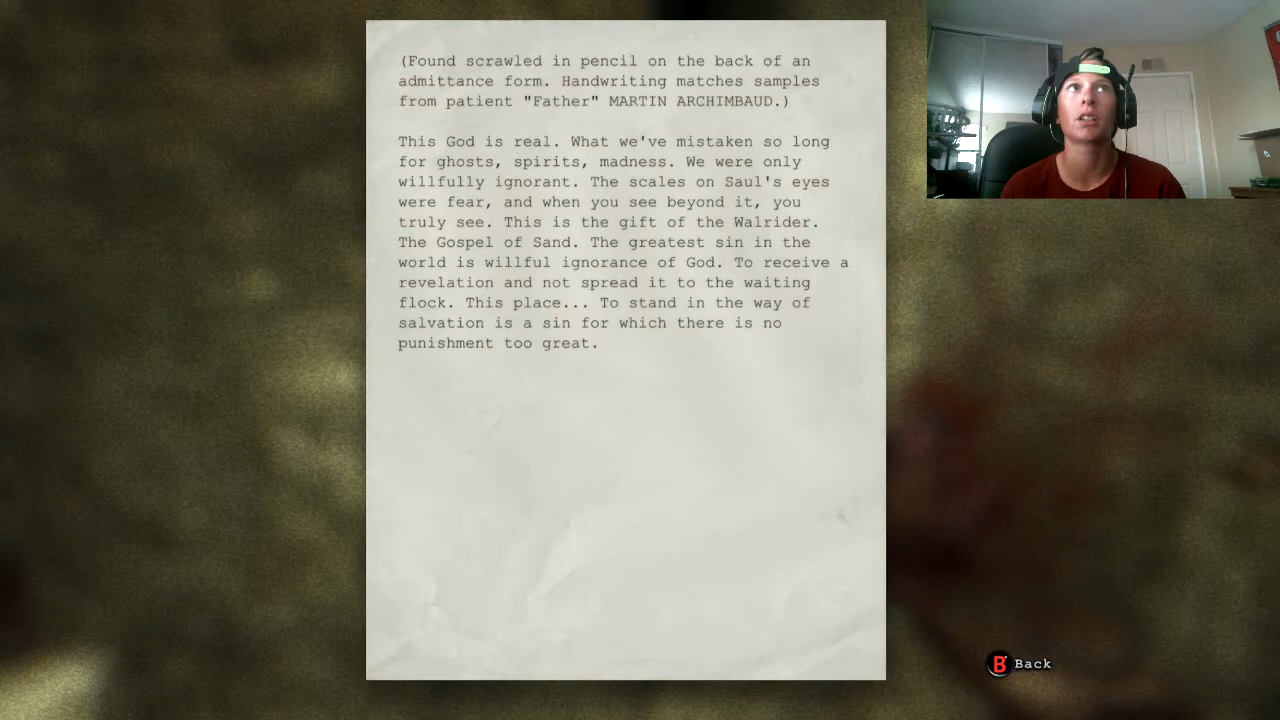 (Found scrawled in pencil on the back of an
admittance form. Handwriting matches samples
from patient "Father" MARTIN ARCHIMBAUD.)
This God is real. What we've mistaken so long
for ghosts, spirits, madness. We were only
willfully ignorant. The scales on Saul's eyes
were fear, and when you see beyond it, you
truly see. This is the gift of the Walrider.
The Gospel of Sand. The greatest sin in the
world is willful ignorance of God. To receive a
revelation and not spread it to the waiting
flock. This place... To stand in the way of
salvation is a sin for which there is no
punishment too great.
B Back